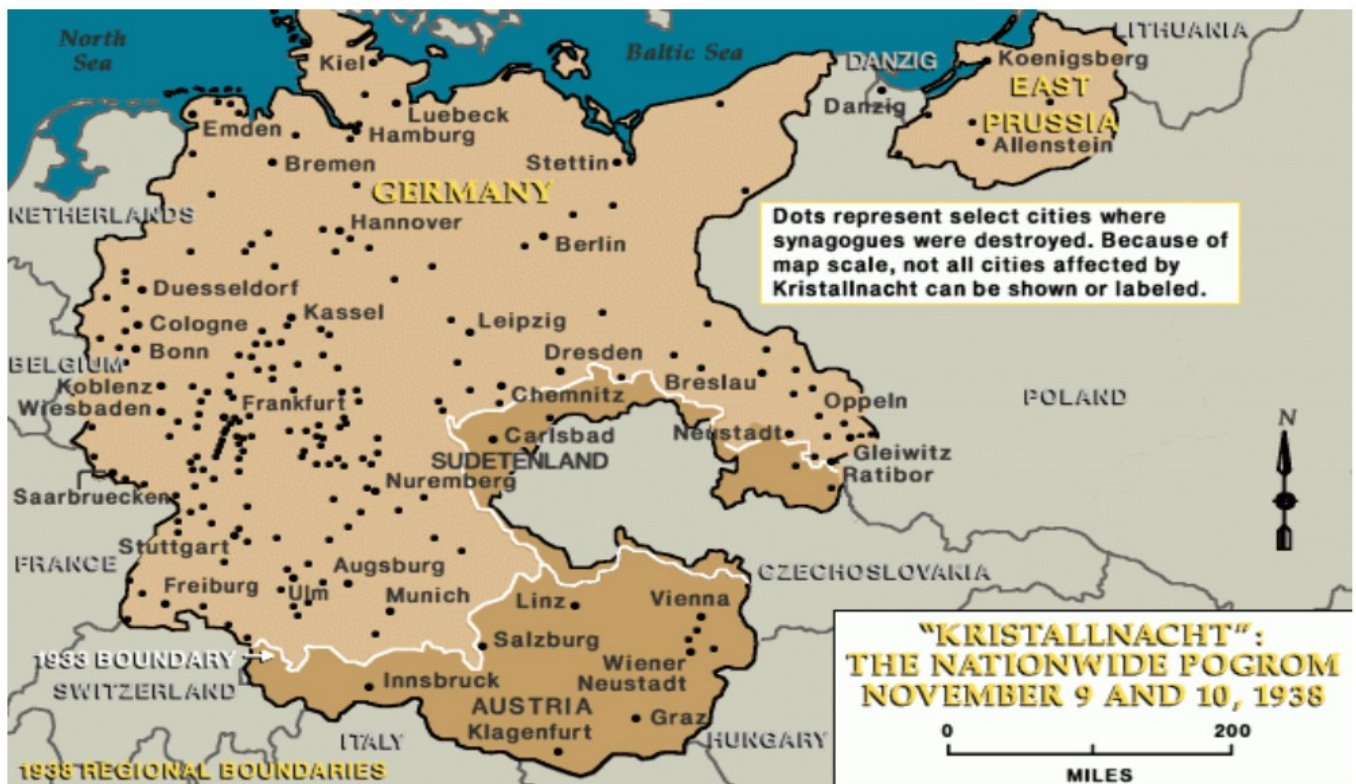 North
Sea
Baltic Sea
LITHUANIA
Kiel
DANZIG
Koenigsberg
EAST
PRUSSIA
Danzig
Luebeck
Emden
Hamburg
Allenstein
Bremen
Stettin
GERMANY
NETHERLANDS
Hannover
Berlin
Dots represent select cities where
synagogues were destroyed. Because of
map scale, not all cities affected by
Kristallnacht can be shown or labeled.
Duesseldorf
Cologne
Kassel
Leipzig
Bonn
BELGIUM
Dresden
Koblenz
Breslau
Chemnitz
Wiesbaden
Frankfurt
Oppeln
POLAND
N
Carlsbad
Neustadt
SUDETENLAND
Gleiwitz
Ratibor
Nuremberg
Saarbruecken
Stuttgart
FRANCE
Augsburg
CZECHOSLOVAKIA
Freiburg
Ulm
Munich
Linz
Vienna
Salzburg
1933 BOUNDARY
SWITZERLAND
Wiener
Neustadt
Innsbruck
AUSTRIA
Graz
Klagenfurt
ITALY
HUNGARY
1938 REGIONAL BOUNDARIES
"KRISTALLNACHT":
THE NATIONWIDE POGROM
NOVEMBER 9 AND 10, 1938
0 200
MILES